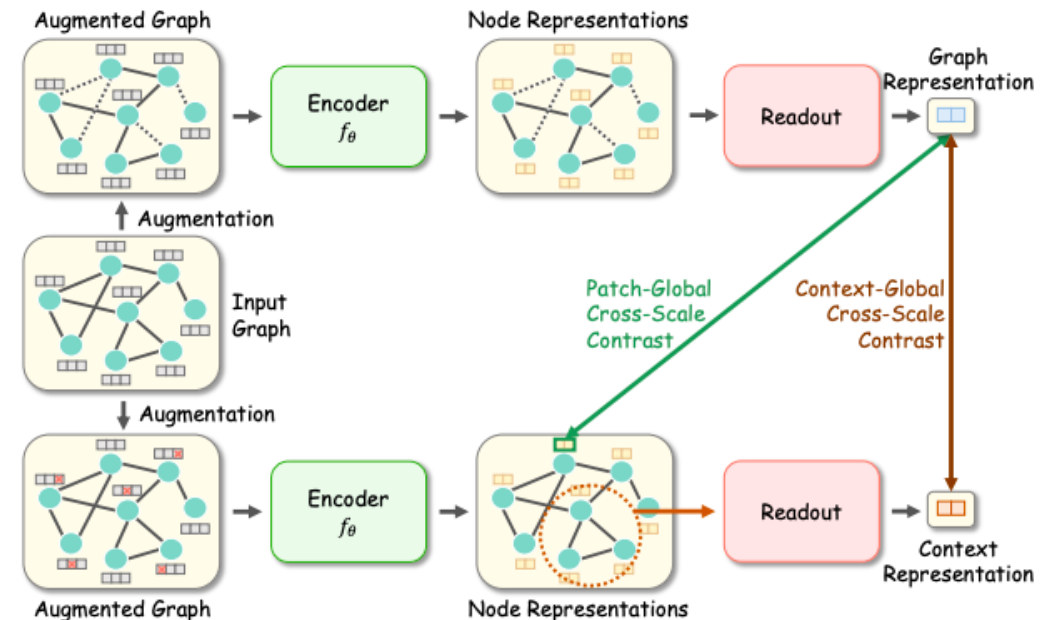 Augmented Graph
Node Representations
Graph
Representation
Encoder
fθ
Readout
Augmentation
Input
Graph
Patch-Global
Cross-Scale
Contrast
Context-Global
Cross-Scale
Contrast
Augmentation
Encoder
fθ
Readout
Context
Representation
Augmented Graph
Node Representations